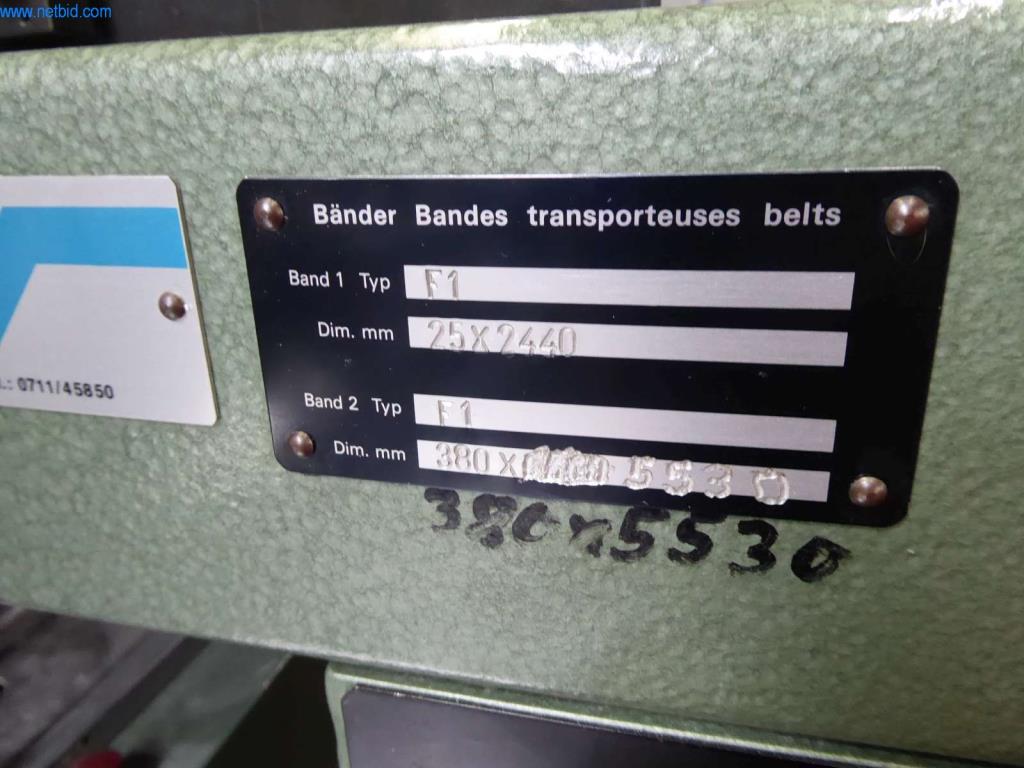 www.netbid.com
Bänder Bandes transporteuses belts
Band 1 Typ F1
Dim. mm 25X2440
Band 2 Typ F1
Dim. mm 380X 5530
380x5530
.: 0711/45850